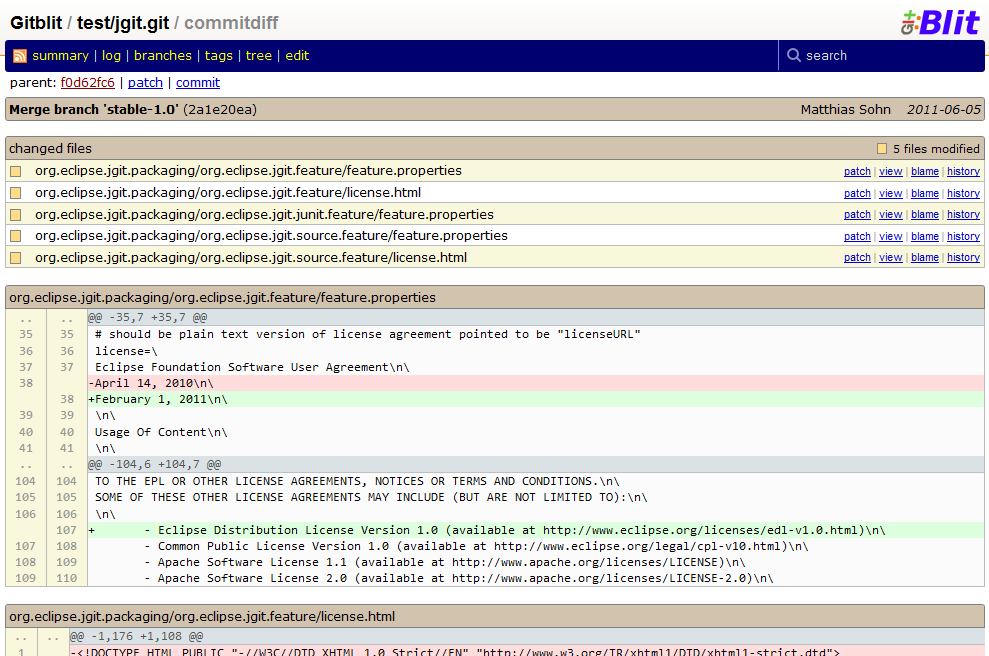 Gitblit / test/jgit.git / commitdiff
Git:Blit
summary | log | branches | tags | tree | edit
search
parent: f0d62fc6 | patch | commit
Merge branch 'stable-1.0' (2a1e20ea) Matthias Sohn 2011-06-05
changed files 5 files modified
org.eclipse.jgit.packaging/org.eclipse.jgit.feature/feature.properties patch | view | blame | history
org.eclipse.jgit.packaging/org.eclipse.jgit.feature/license.html patch | view | blame | history
org.eclipse.jgit.packaging/org.eclipse.jgit.junit.feature/feature.properties patch | view | blame | history
org.eclipse.jgit.packaging/org.eclipse.jgit.source.feature/feature.properties patch | view | blame | history
org.eclipse.jgit.packaging/org.eclipse.jgit.source.feature/license.html patch | view | blame | history
org.eclipse.jgit.packaging/org.eclipse.jgit.feature/feature.properties
.. .. @@ -35,7 +35,7 @@
35 35 # should be plain text version of license agreement pointed to be "licenseURL"
36 36 license=\
37 37 Eclipse Foundation Software User Agreement\n\
38 -April 14, 2010\n\
38 +February 1, 2011\n\
39 39 \n\
40 40 Usage Of Content\n\
41 41 \n\
.. .. @@ -104,6 +104,7 @@
104 104 TO THE EPL OR OTHER LICENSE AGREEMENTS, NOTICES OR TERMS AND CONDITIONS.\n\
105 105 SOME OF THESE OTHER LICENSE AGREEMENTS MAY INCLUDE (BUT ARE NOT LIMITED TO):\n\
106 106 \n\
107 + - Eclipse Distribution License Version 1.0 (available at http://www.eclipse.org/licenses/edl-v1.0.html)\n\
107 108 - Common Public License Version 1.0 (available at http://www.eclipse.org/legal/cpl-v10.html)\n\
108 109 - Apache Software License 1.1 (available at http://www.apache.org/licenses/LICENSE)\n\
109 110 - Apache Software License 2.0 (available at http://www.apache.org/licenses/LICENSE-2.0)\n\
org.eclipse.jgit.packaging/org.eclipse.jgit.feature/license.html
.. .. @@ -1,176 +1,108 @@
1 -<!DOCTYPE HTML PUBLIC "-//W3C//DTD XHTML 1.0 Strict//EN" "http://www.w3.org/TR/xhtml1/DTD/xhtml1-strict.dtd">